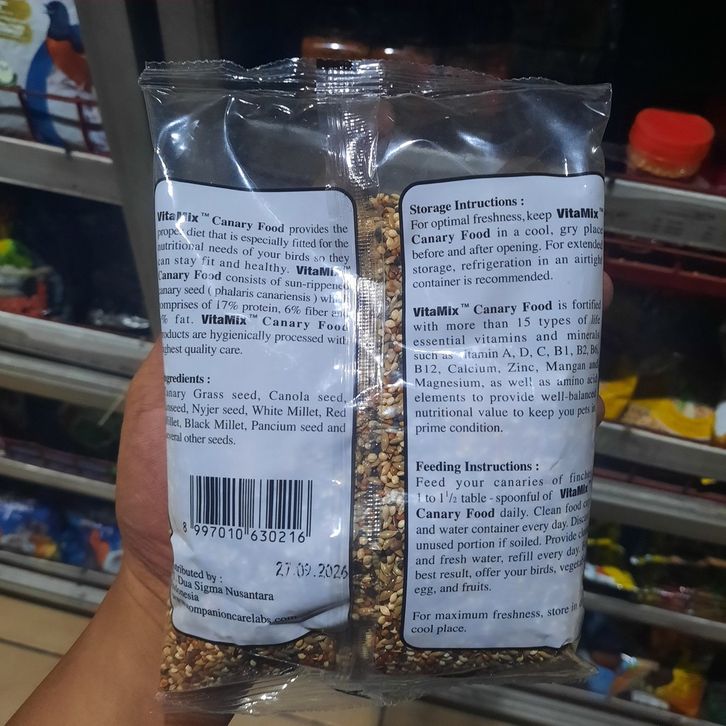 VitaMix™ Canary Food provides the
proper diet that is especially fitted for the
nutritional needs of your birds so they
can stay fit and healthy. VitaMix
Canary Food consists of sun-rippened
canary seed ( phalaris canariensis )
comprises of 17% protein, 6% fiber
% fat. VitaMix™ Canary Food
products are hygienically processed with
highest quality care.
Ingredients :
Canary Grass seed, Canola seed,
Nyjer seed, White Millet, Red
Millet, Black Millet, Pancium seed and
several other seeds.
8 997010 630216
27.09.2026
Distributed by :
Dua Sigma Nusantara
Indonesia
companioncarelabs.com
Storage Intructions :
For optimal freshness, keep VitaMix™
Canary Food in a cool, gry place
before and after opening. For extended
storage, refrigeration in an airtight
container is recommended.
VitaMix™ Canary Food is fortified
with more than 15 types of life
essential vitamins and minerals
such as vitamin A, D, C, B1, B2, B6,
B12, Calcium, Zinc, Mangan and
Magnesium, as well as amino acid
elements to provide well-balanced
nutritional value to keep you pets in
prime condition.
Feeding Instructions :
Feed your canaries of finch
1 to 1 1/2 table - spoonful of VitaMix
Canary Food daily. Clean food
and water container every day. Discard
unused portion if soiled. Provide
and fresh water, refill every day.
best result, offer your birds,
egg, and fruits.
For maximum freshness, store in
cool place.